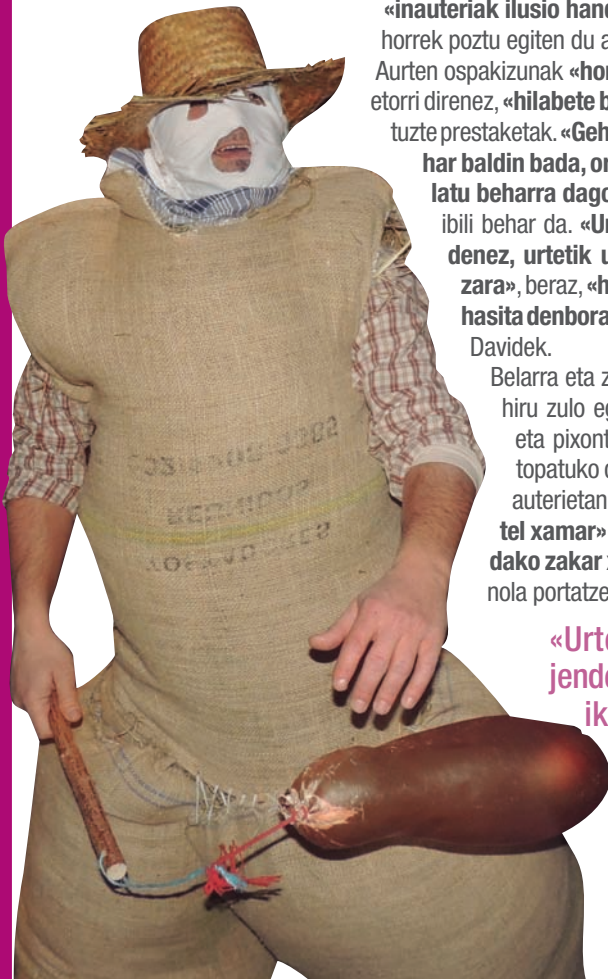 «inauteriak ilusio hand
horrek poztu egiten du a
Aurten ospakizunak «hor
etorri direnez, «hilabete b
tuzte prestaketak. «Geh
har baldin bada, or
latu beharra dago
ibili behar da. «Ur
denez, urtetik u
zara», beraz, «h
hasita denbora
Davidek.
Belarra eta z
hiru zulo eg
eta pixont
topatuko d
auterietan
tel xamar»
dako zakar
nola portatze
«Urte
jende
ik